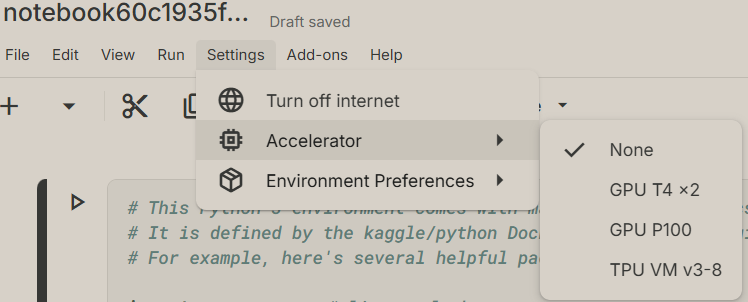 notebook60c1935f... Draft saved
File Edit View Run Settings Add-ons Help
Turn off internet
Accelerator
Environment Preferences
None
GPU T4 ×2
GPU P100
TPU VM v3-8
# This Python 3 environment comes with m
# It is defined by the kaggle/python Doc
# For example, here's several helpful pa